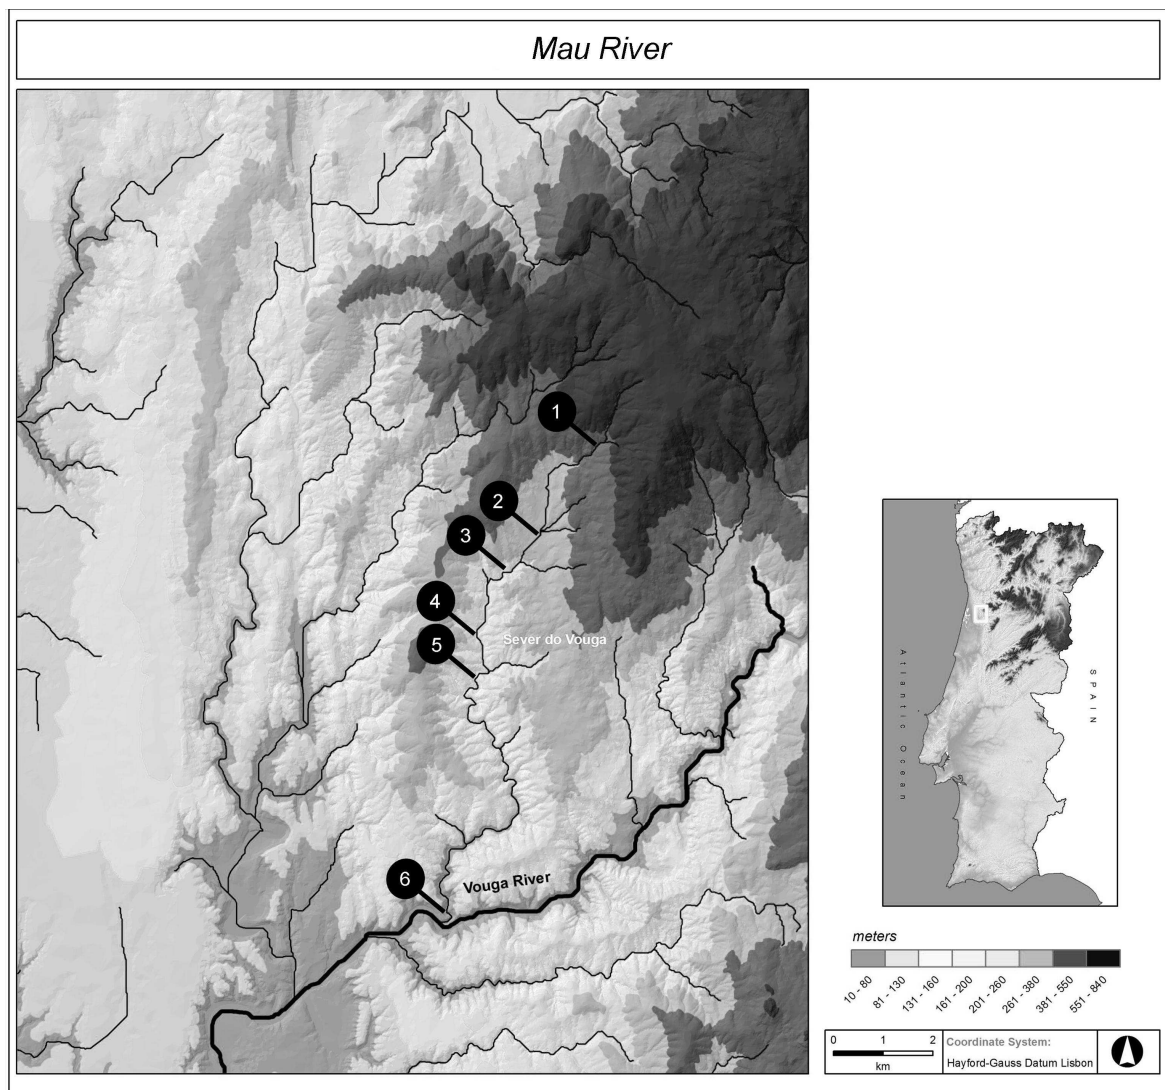 Mau River
1
2
3
4
Sever do Vouga
5
6
Vouga River
Atlantic Ocean
SPAIN
meters
10 - 80
81 - 130
131 - 160
161 - 200
201 - 260
261 - 380
381 - 550
551 - 840
0 1 2
km
Coordinate System:
Hayford-Gauss Datum Lisbon